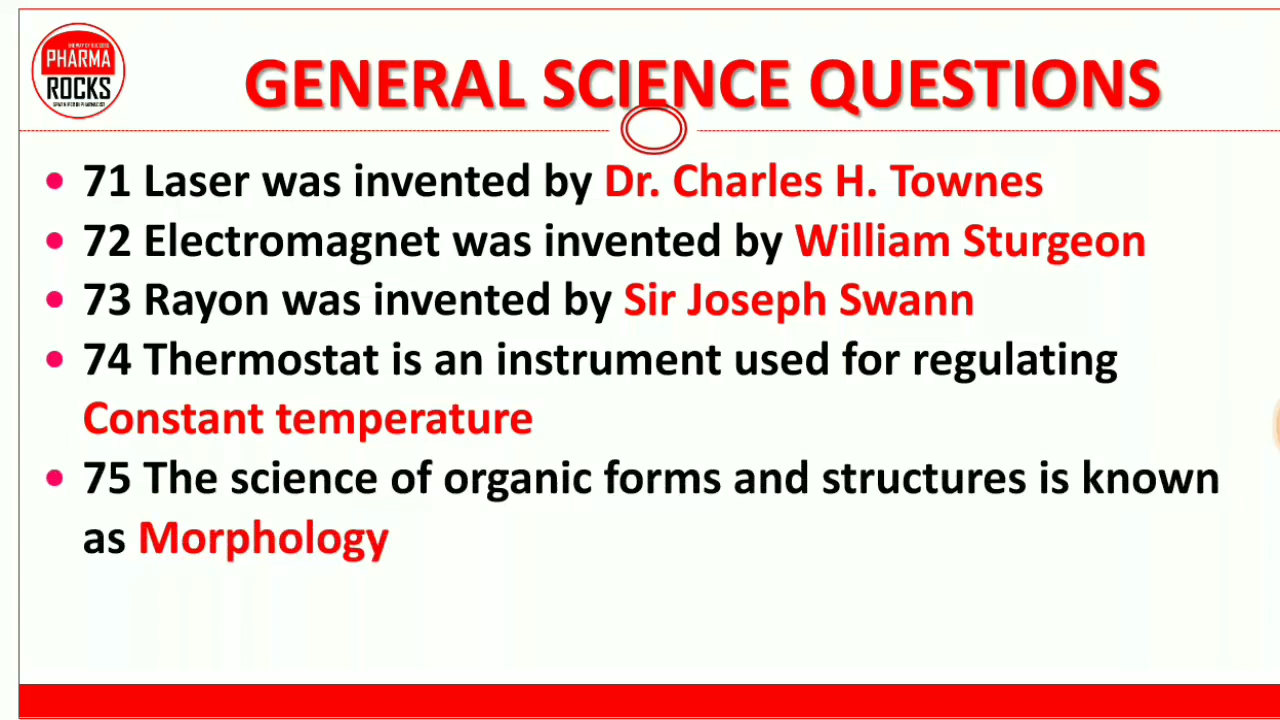 PHARMA
ROCKS
GENERAL SCIENCE QUESTIONS
• 71 Laser was invented by Dr. Charles H. Townes
• 72 Electromagnet was invented by William Sturgeon
• 73 Rayon was invented by Sir Joseph Swann
• 74 Thermostat is an instrument used for regulating
Constant temperature
• 75 The science of organic forms and structures is known
as Morphology